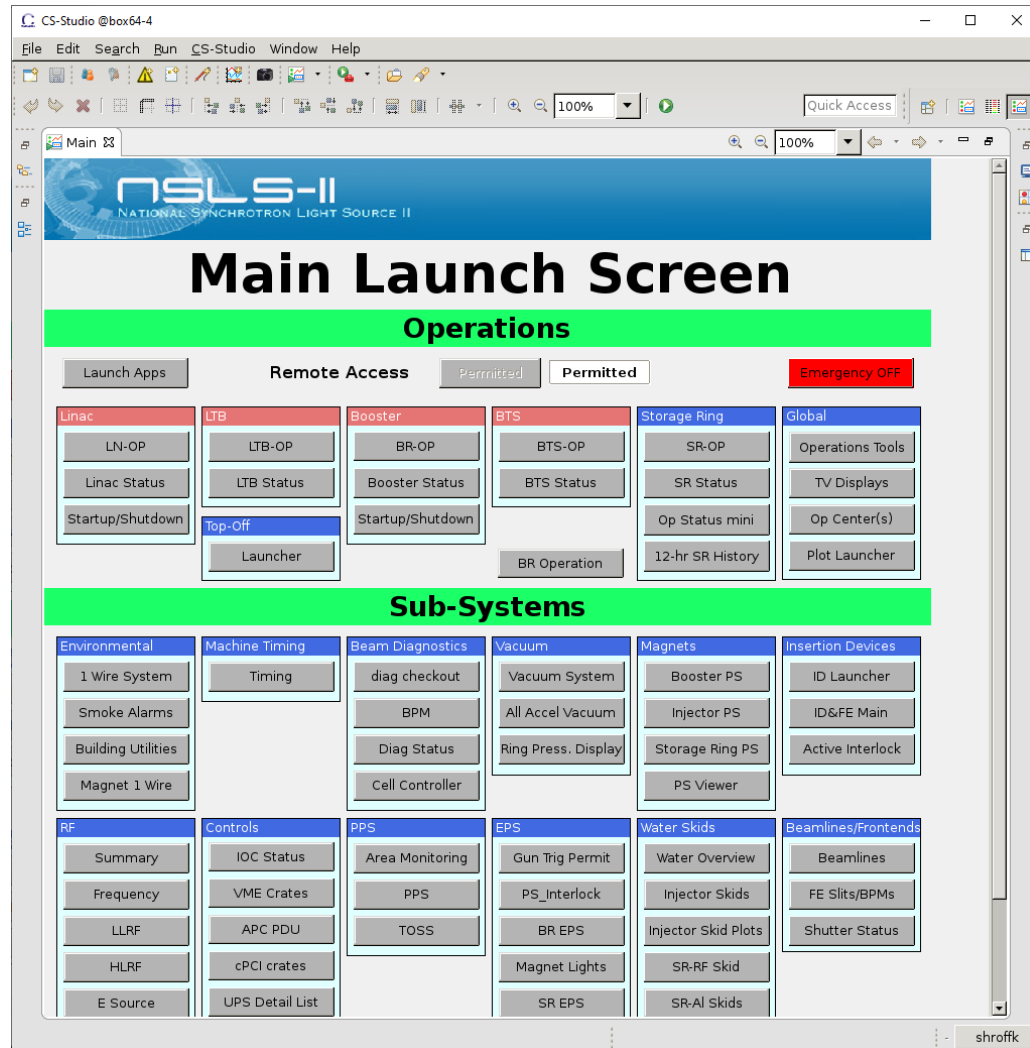 CS-Studio @box64-4
File Edit Search Run CS-Studio Window Help
100%
Quick Access
Main
100%
NSLS-II
NATIONAL SYNCHROTRON LIGHT SOURCE II
Main Launch Screen
Operations
Launch Apps
Remote Access
Permitted
Permitted
Emergency OFF
Linac
LN-OP
Linac Status
Startup/Shutdown
LTB
LTB-OP
LTB Status
Top-Off
Launcher
Booster
BR-OP
Booster Status
Startup/Shutdown
BTS
BTS-OP
BTS Status
BR Operation
Storage Ring
SR-OP
SR Status
Op Status mini
12-hr SR History
Global
Operations Tools
TV Displays
Op Center(s)
Plot Launcher
Sub-Systems
Environmental
1 Wire System
Smoke Alarms
Building Utilities
Magnet 1 Wire
Machine Timing
Timing
Beam Diagnostics
diag checkout
BPM
Diag Status
Cell Controller
Vacuum
Vacuum System
All Accel Vacuum
Ring Press. Display
Magnets
Booster PS
Injector PS
Storage Ring PS
PS Viewer
Insertion Devices
ID Launcher
ID&FE Main
Active Interlock
RF
Summary
Frequency
LLRF
HLRF
E Source
Controls
IOC Status
VME Crates
APC PDU
cPCI crates
UPS Detail List
PPS
Area Monitoring
PPS
TOSS
EPS
Gun Trig Permit
PS_Interlock
BR EPS
Magnet Lights
SR EPS
Water Skids
Water Overview
Injector Skids
Injector Skid Plots
SR-RF Skid
SR-Al Skids
Beamlines/Frontends
Beamlines
FE Slits/BPMs
Shutter Status
shroffk